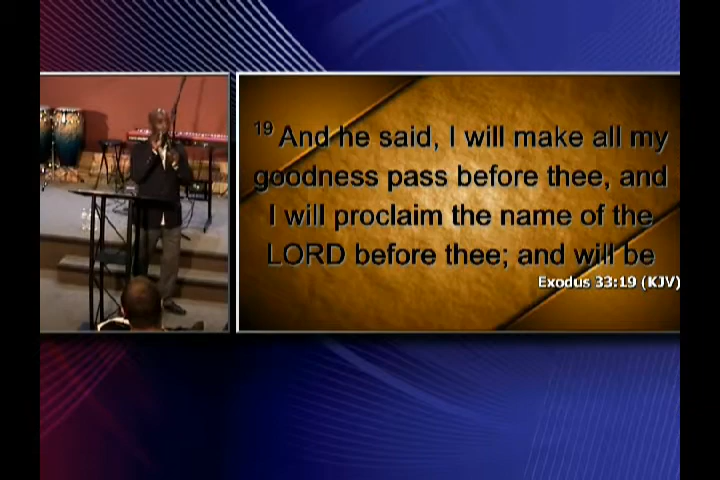 19 And he said, I will make all my
goodness pass before thee, and
I will proclaim the name of the
LORD before thee; and will be
Exodus 33:19 (KJV)